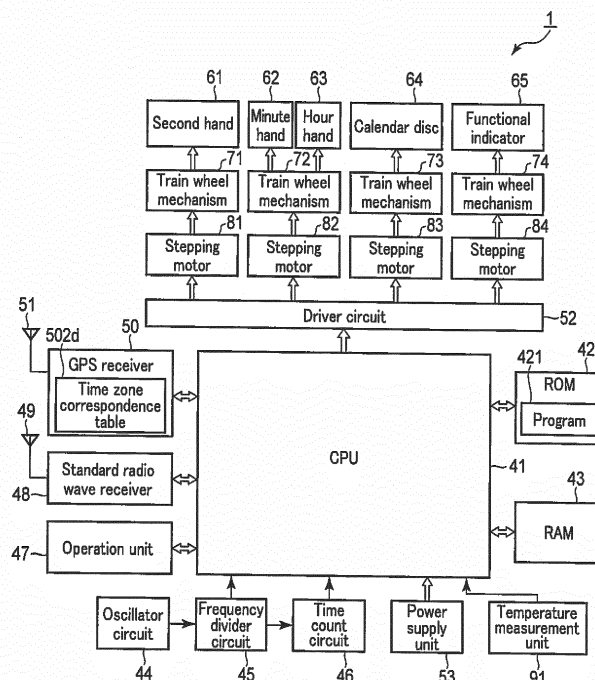 1
61
62
63
64
65
Second hand
Minute
hand
Hour
hand
Calendar disc
Functional
indicator
71
72
73
74
Train wheel
mechanism
Train wheel
mechanism
Train wheel
mechanism
Train wheel
mechanism
81
82
83
84
Stepping
motor
Stepping
motor
Stepping
motor
Stepping
motor
Driver circuit
52
51
502d
50
GPS receiver
Time zone
correspondence
table
49
Standard radio
wave receiver
48
Operation unit
47
CPU
41
42
421
ROM
Program
43
RAM
Oscillator
circuit
44
Frequency
divider
circuit
45
Time
count
circuit
46
Power
supply
unit
53
Temperature
measurement
unit
91